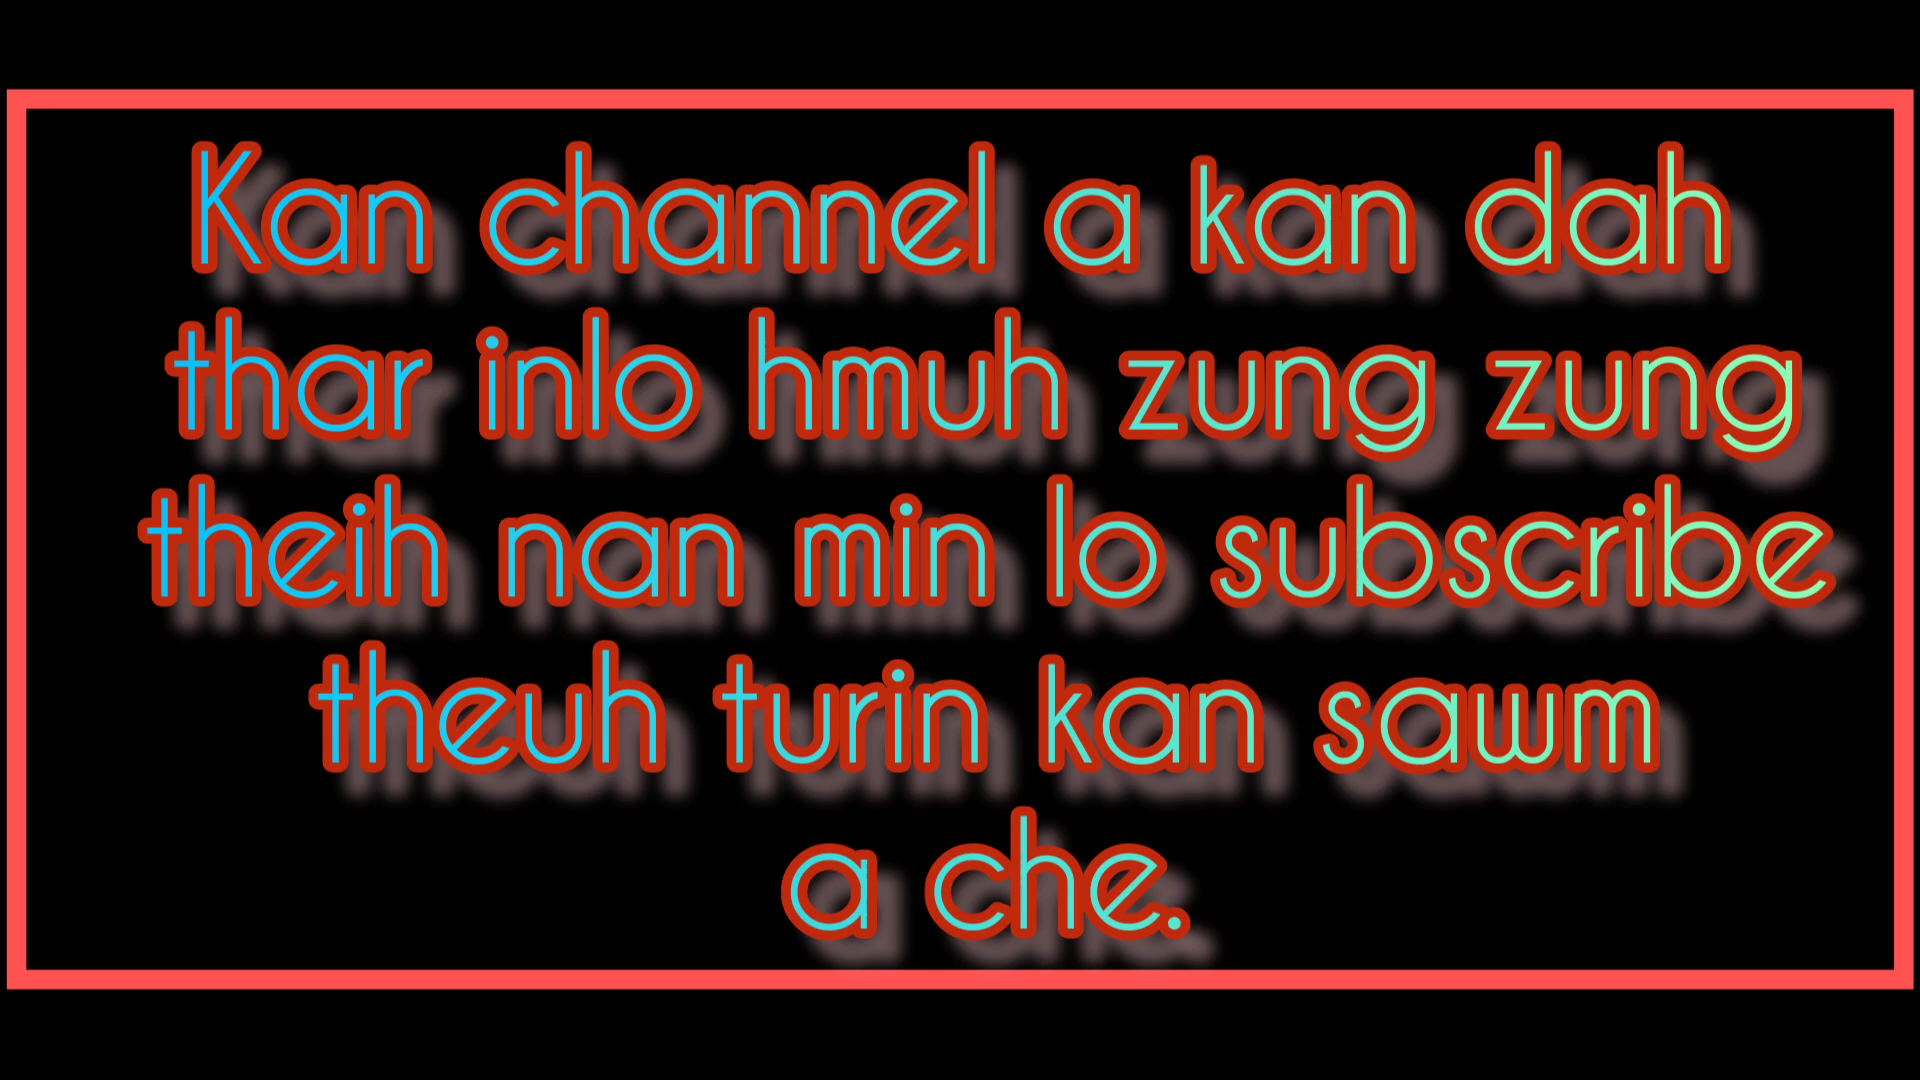 Kan channel a kan dah
thar inlo hmuh zung zung
theih nan min lo subscribe
theuh turin kan sawm
a che.